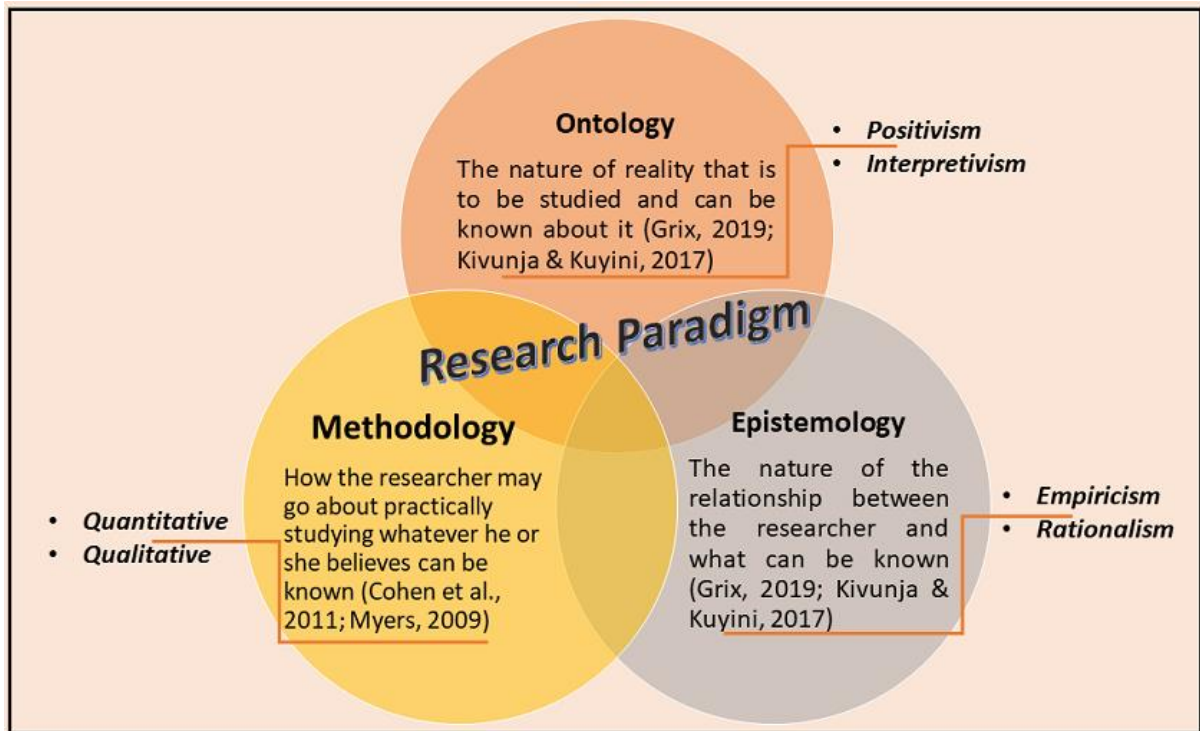 Ontology
The nature of reality that is
to be studied and can be
known about it (Grix, 2019;
Kivunja & Kuyini, 2017)
• Positivism
• Interpretivism
Research Paradigm
Methodology
How the researcher may
go about practically
studying whatever he or
she believes can be
known (Cohen et al.,
2011; Myers, 2009)
• Quantitative
• Qualitative
Epistemology
The nature of the
relationship between
the researcher and
what can be known
(Grix, 2019; Kivunja &
Kuyini, 2017)
• Empiricism
• Rationalism